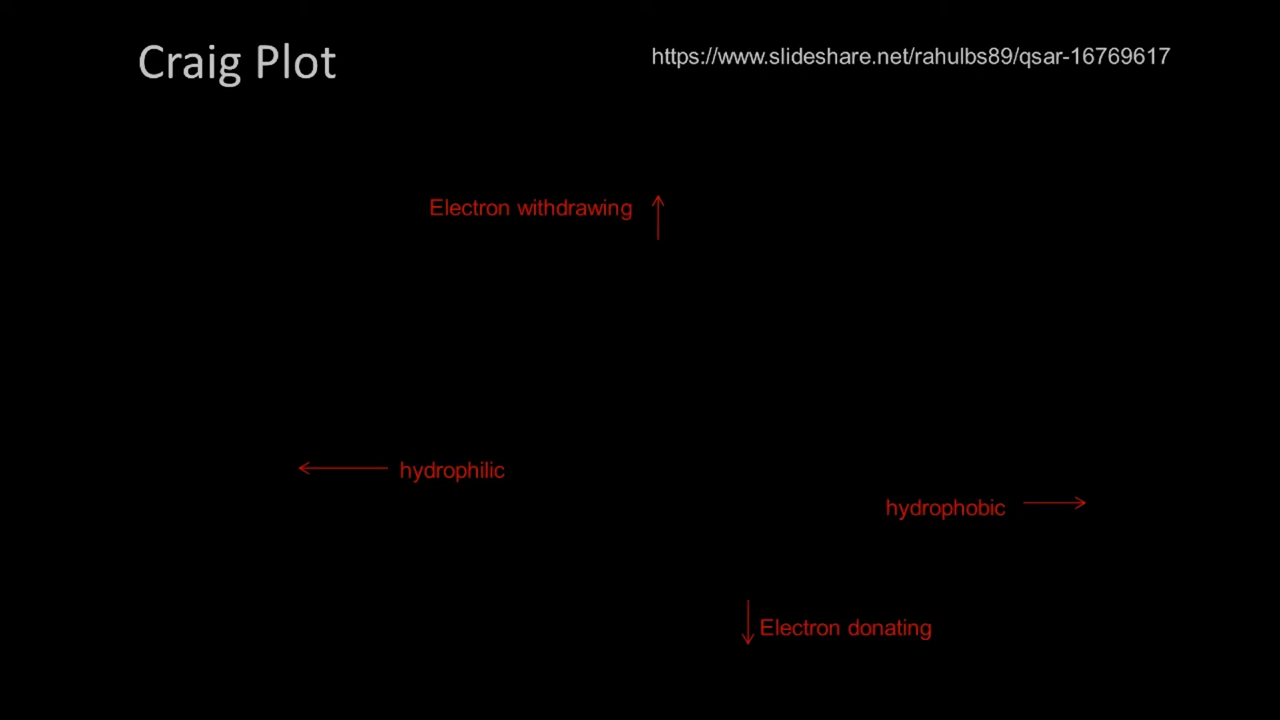 Craig Plot
https://www.slideshare.net/rahulbs89/qsar-16769617
Electron withdrawing
hydrophilic
hydrophobic
Electron donating